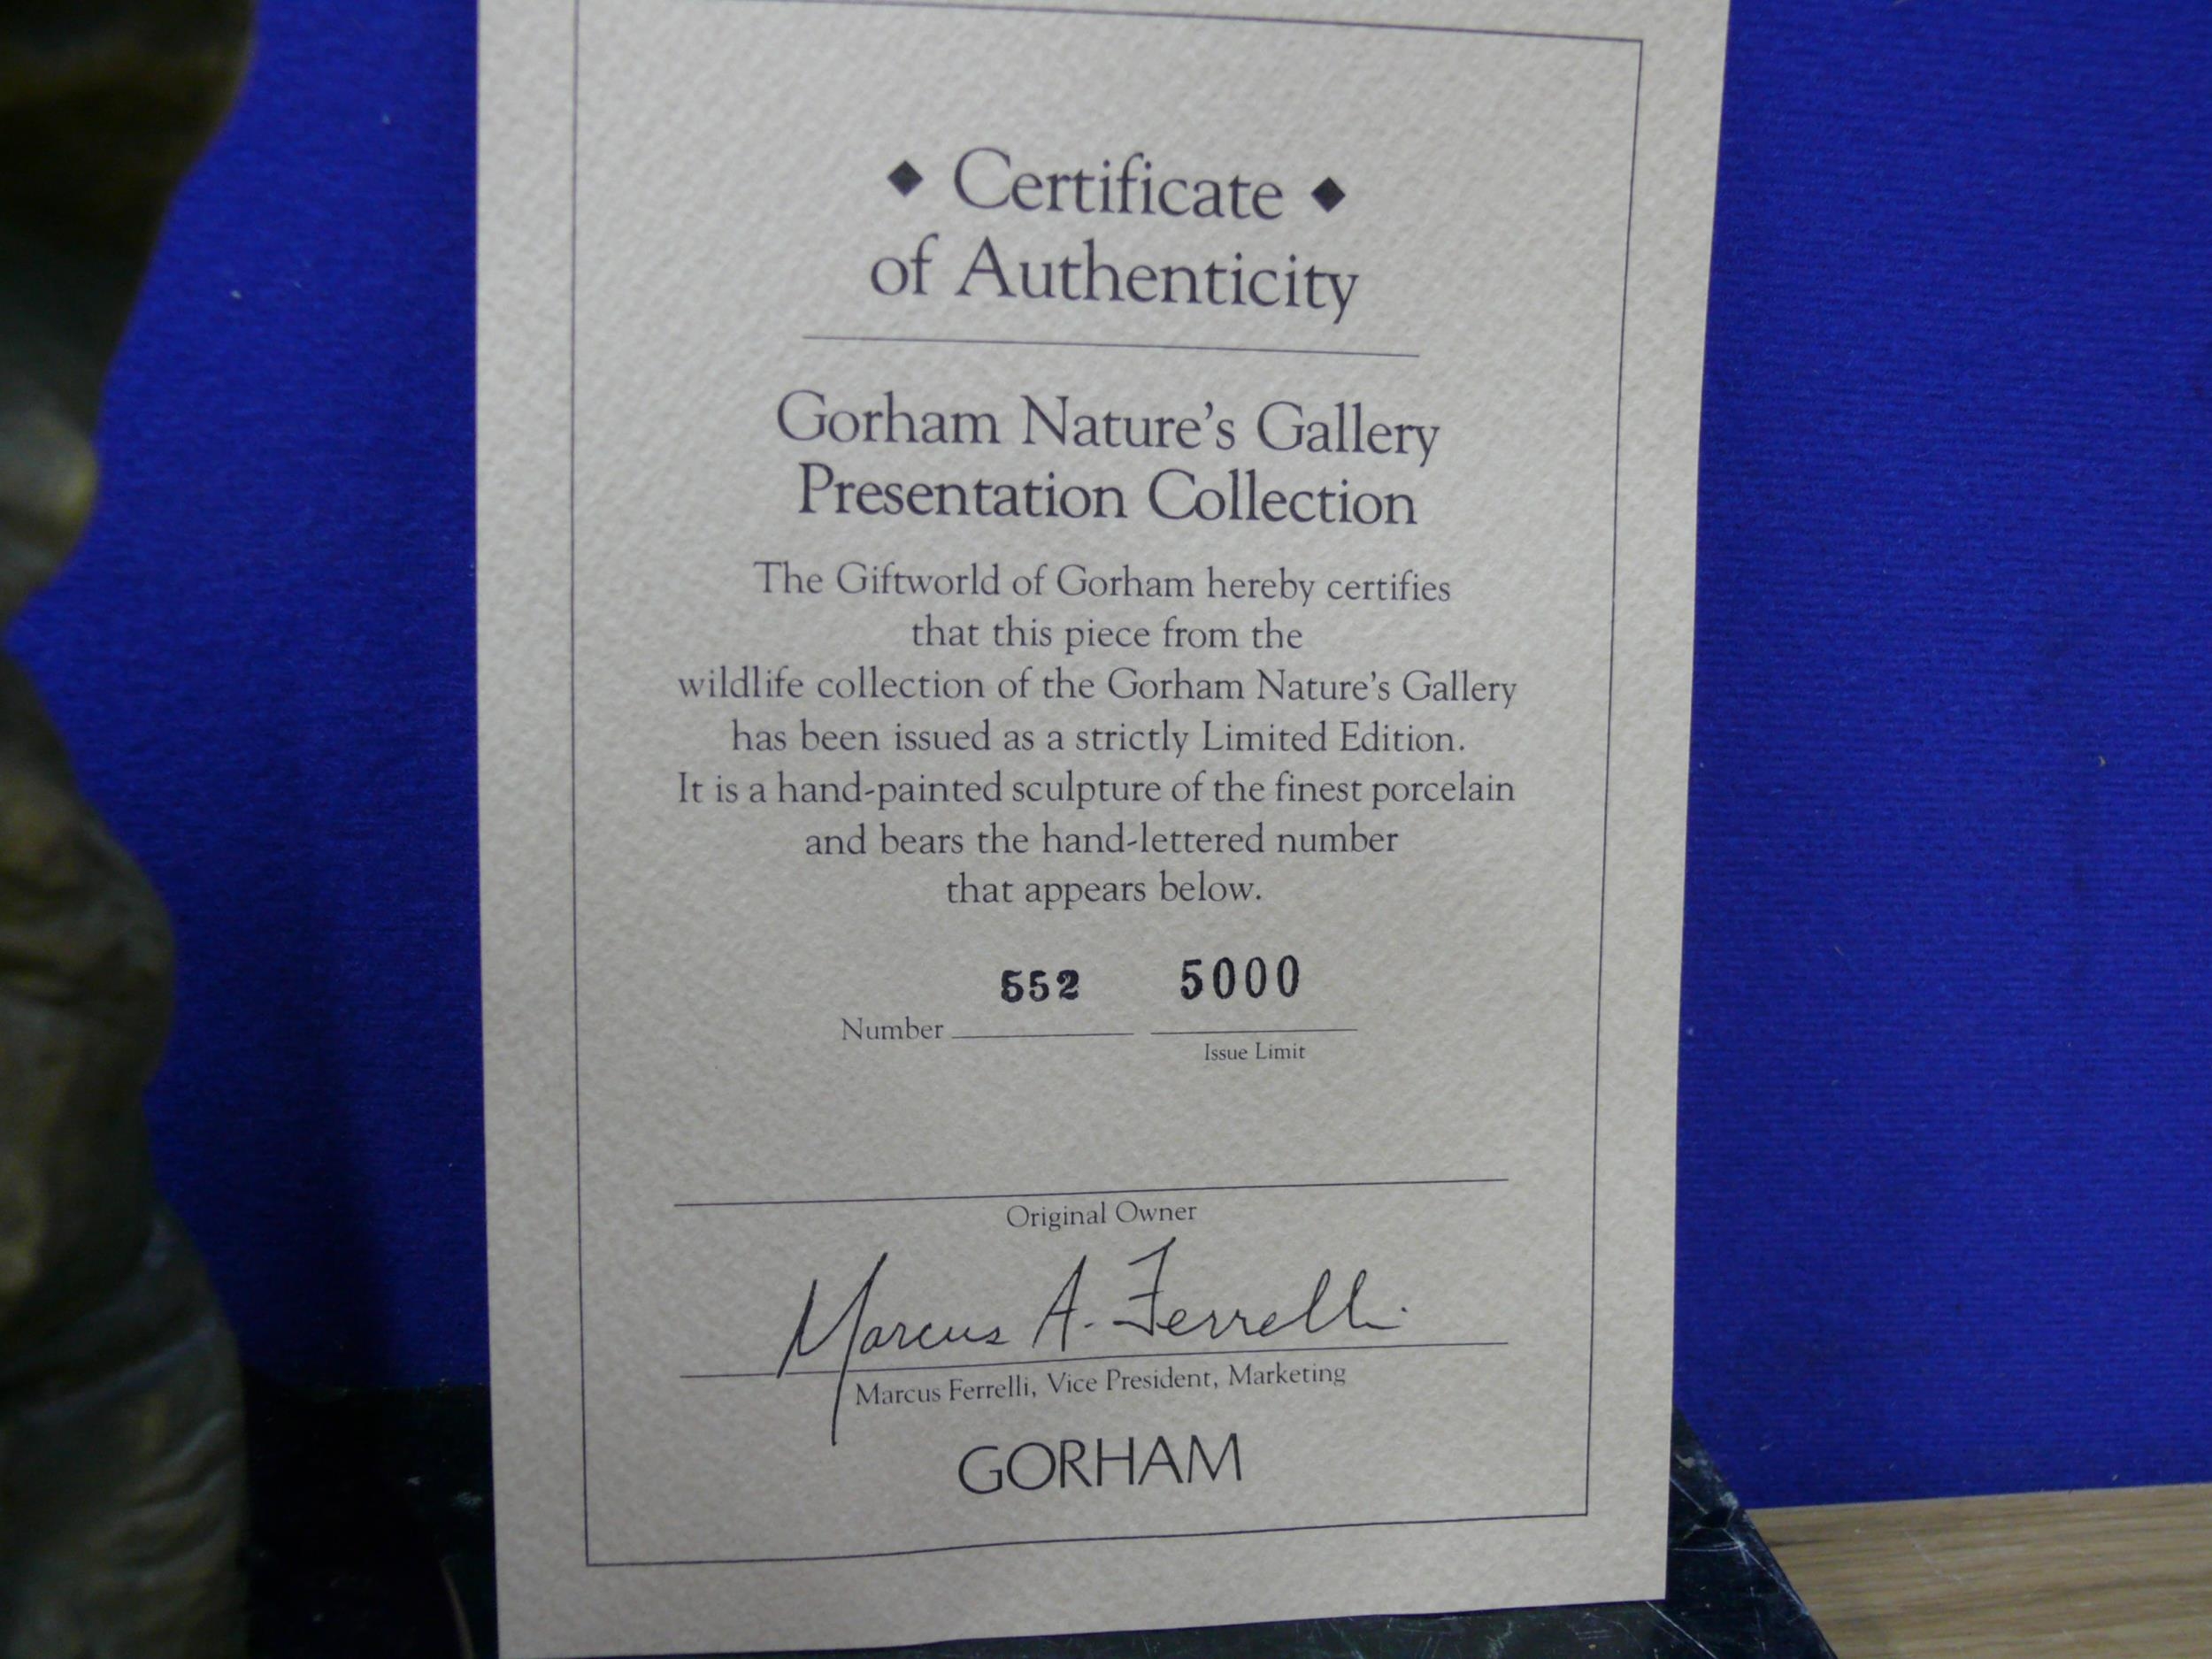 ◆ Certificate ◆
of Authenticity
Gorham Nature's Gallery
Presentation Collection
The Giftworld of Gorham hereby certifies
that this piece from the
wildlife collection of the Gorham Nature's Gallery
has been issued as a strictly Limited Edition.
It is a hand-painted sculpture of the finest porcelain
and bears the hand-lettered number
that appears below.
Number 552 5000
Issue Limit
Original Owner
Marcus A. Ferrelli
Marcus Ferrelli, Vice President, Marketing
GORHAM